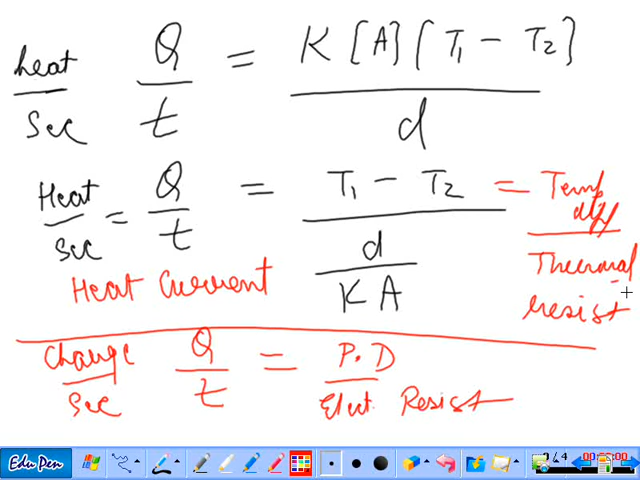 heat/Sec Q/t = K [A] (T1 - T2) / d
Heat/sec = Q/t = T1 - T2 / d/KA = Temp diff / Thermal resist
Heat Current
Change/Sec Q/t = P.D / Elect. Resist
Edu Pen